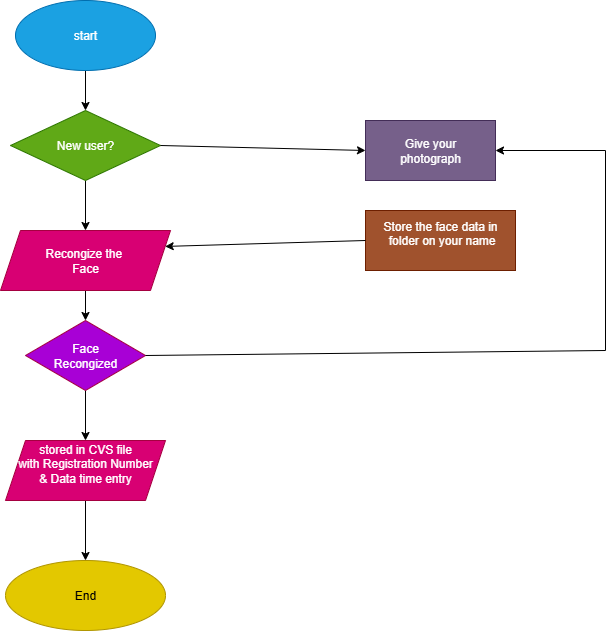 start
New user?
Give your
photograph
Store the face data in
folder on your name
Recongize the
Face
Face
Recongized
stored in CVS file
with Registration Number
& Data time entry
End